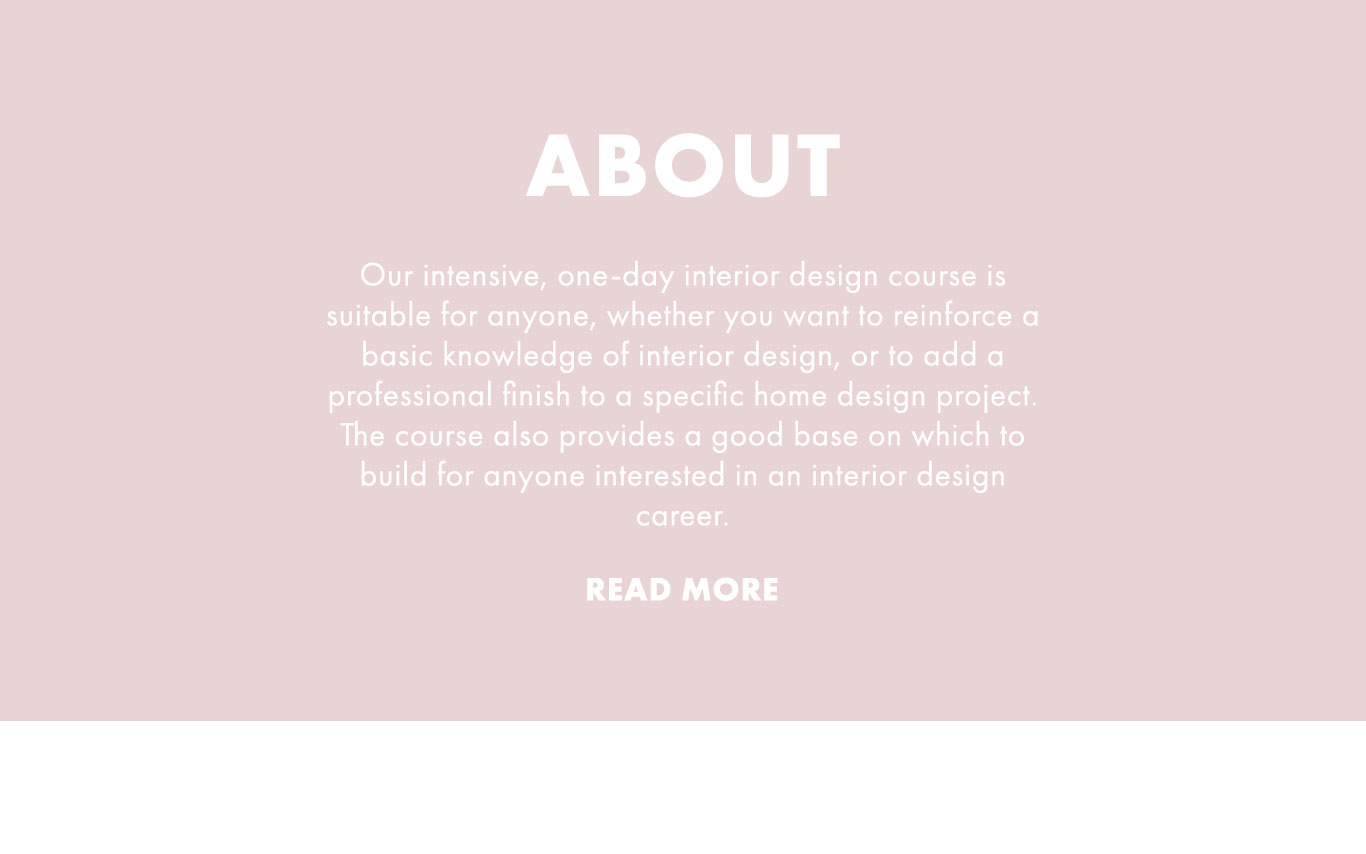 ABOUT
Our intensive, one-day interior design course is
suitable for anyone, whether you want to reinforce a
basic knowledge of interior design, or to add a
professional finish to a specific home design project.
The course also provides a good base on which to
build for anyone interested in an interior design
career.
READ MORE